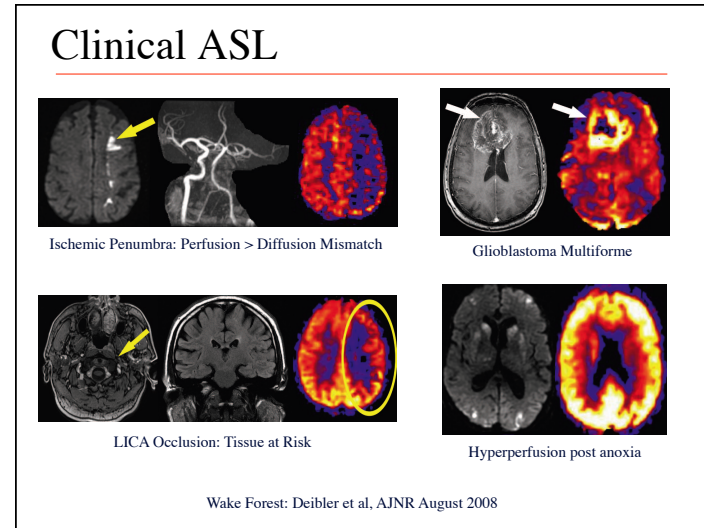 Clinical ASL
Ischemic Penumbra: Perfusion > Diffusion Mismatch
Glioblastoma Multiforme
LICA Occlusion: Tissue at Risk
Hyperperfusion post anoxia
Wake Forest: Deibler et al, AJNR August 2008